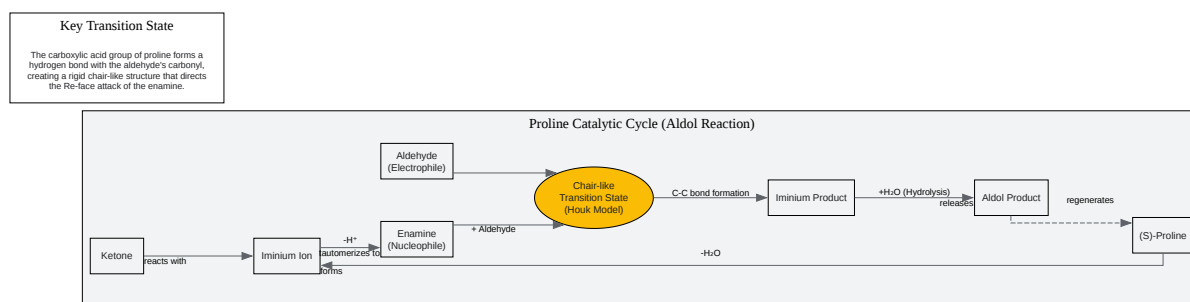 Key Transition State
The carboxylic acid group of proline forms a
hydrogen bond with the aldehyde's carbonyl,
creating a rigid chair-like structure that directs
the Re-face attack of the enamine.
Proline Catalytic Cycle (Aldol Reaction)
Aldehyde
(Electrophile)
Chair-like
Transition State
(Houk Model)
C-C bond formation
Iminium Product
+H₂O (Hydrolysis)
releases
Aldol Product
regenerates
(S)-Proline
Ketone
reacts with
Iminium Ion
-H⁺
tautomerizes to
forms
Enamine
(Nucleophile)
+ Aldehyde
-H₂O